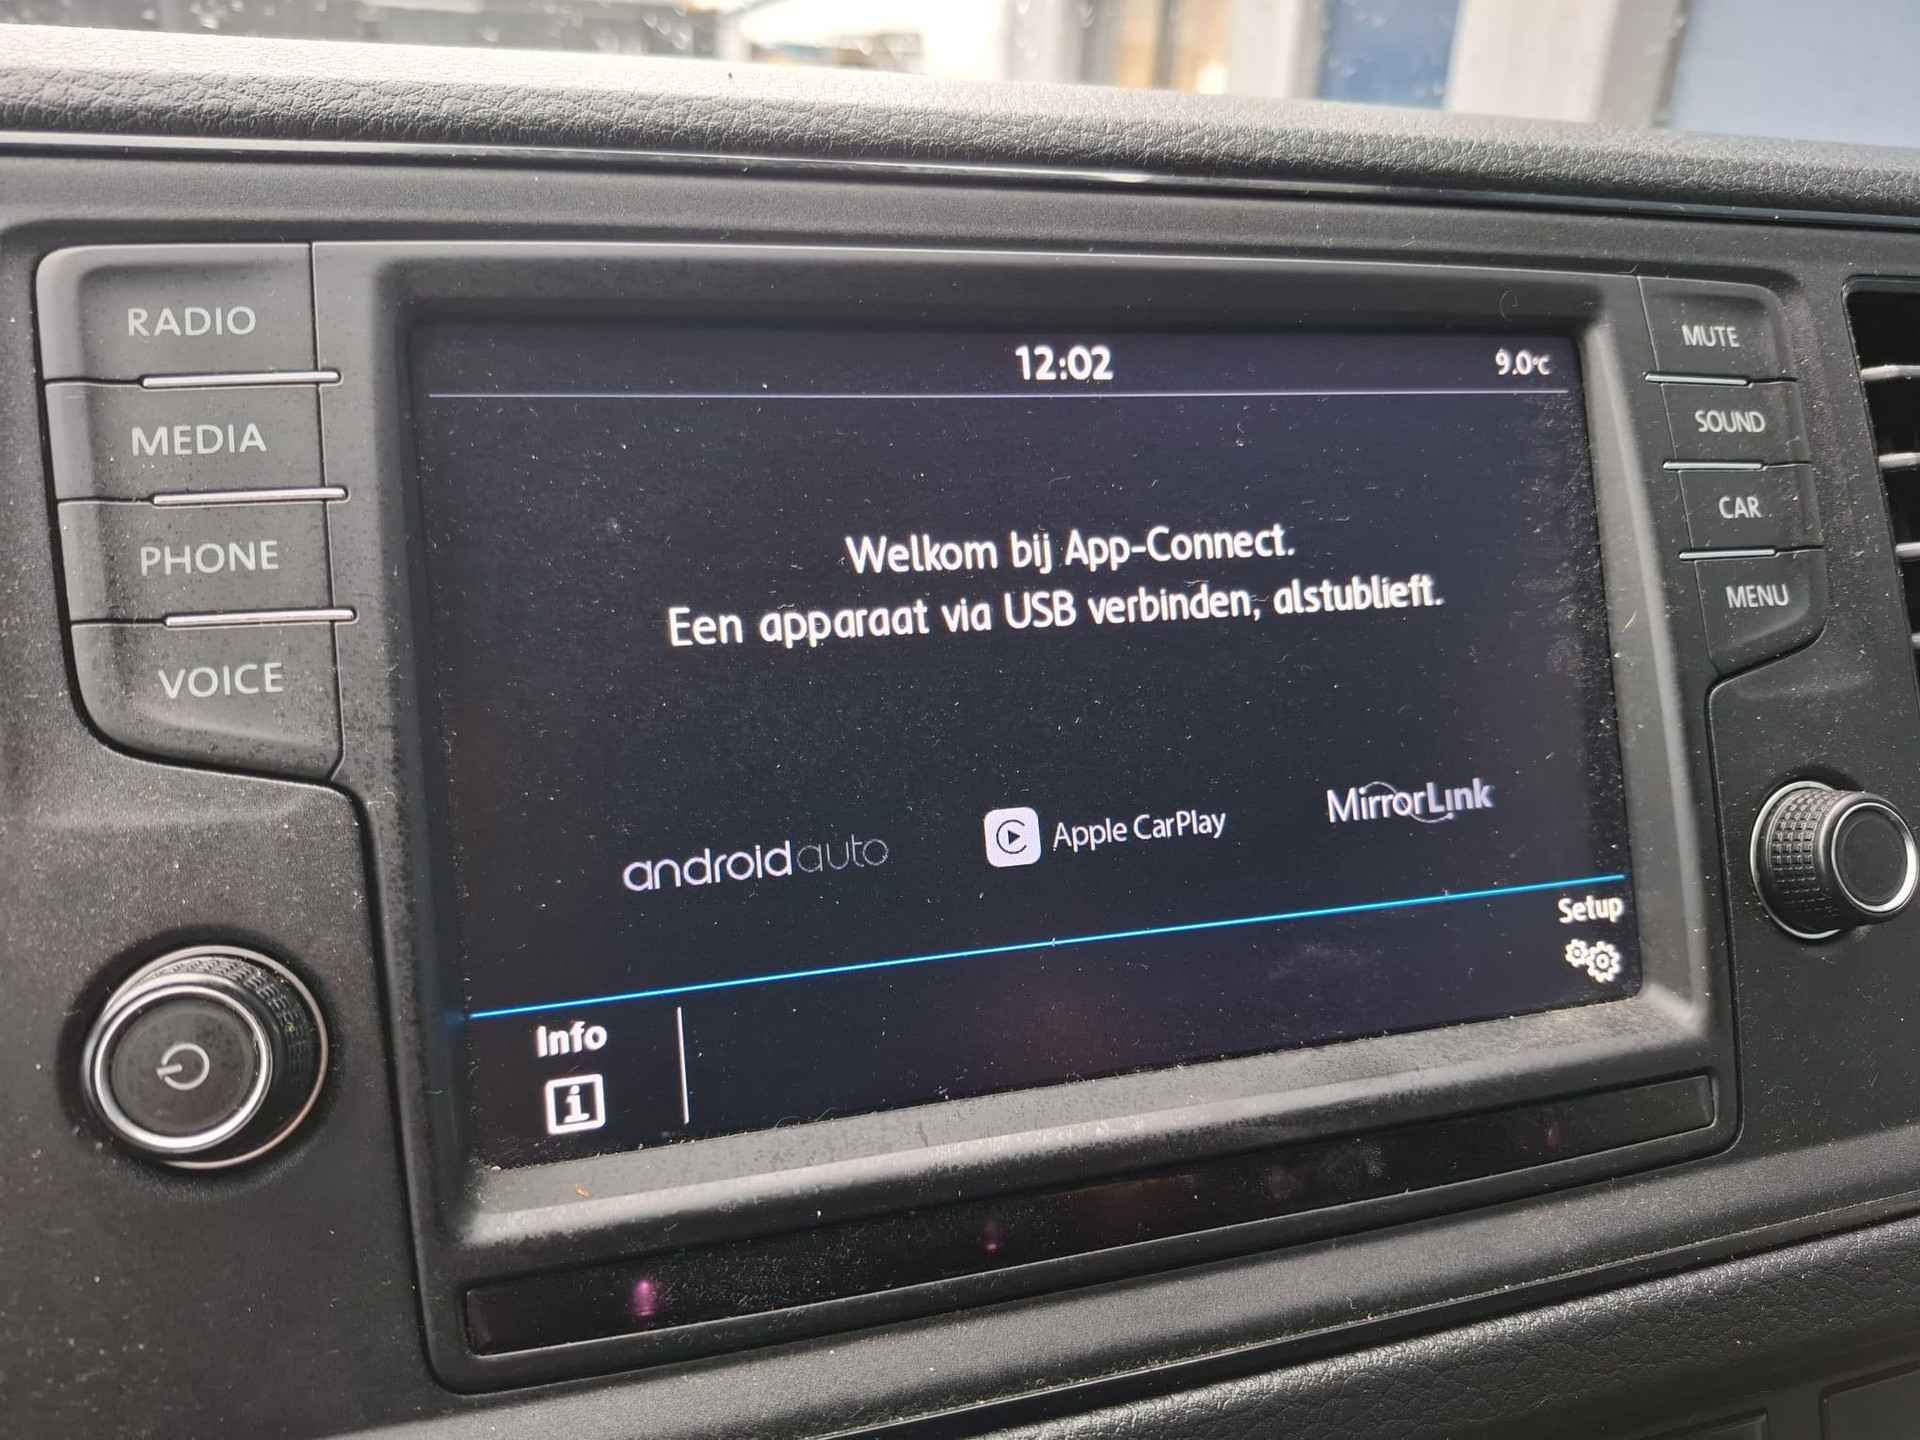 RADIO
MEDIA
PHONE
VOICE
12:02
9.0°C
Welkom bij App-Connect.
Een apparaat via USB verbinden, alstublieft.
androidauto
Apple CarPlay
MirrorLink
Info
i
Setup
MUTE
SOUND
CAR
MENU